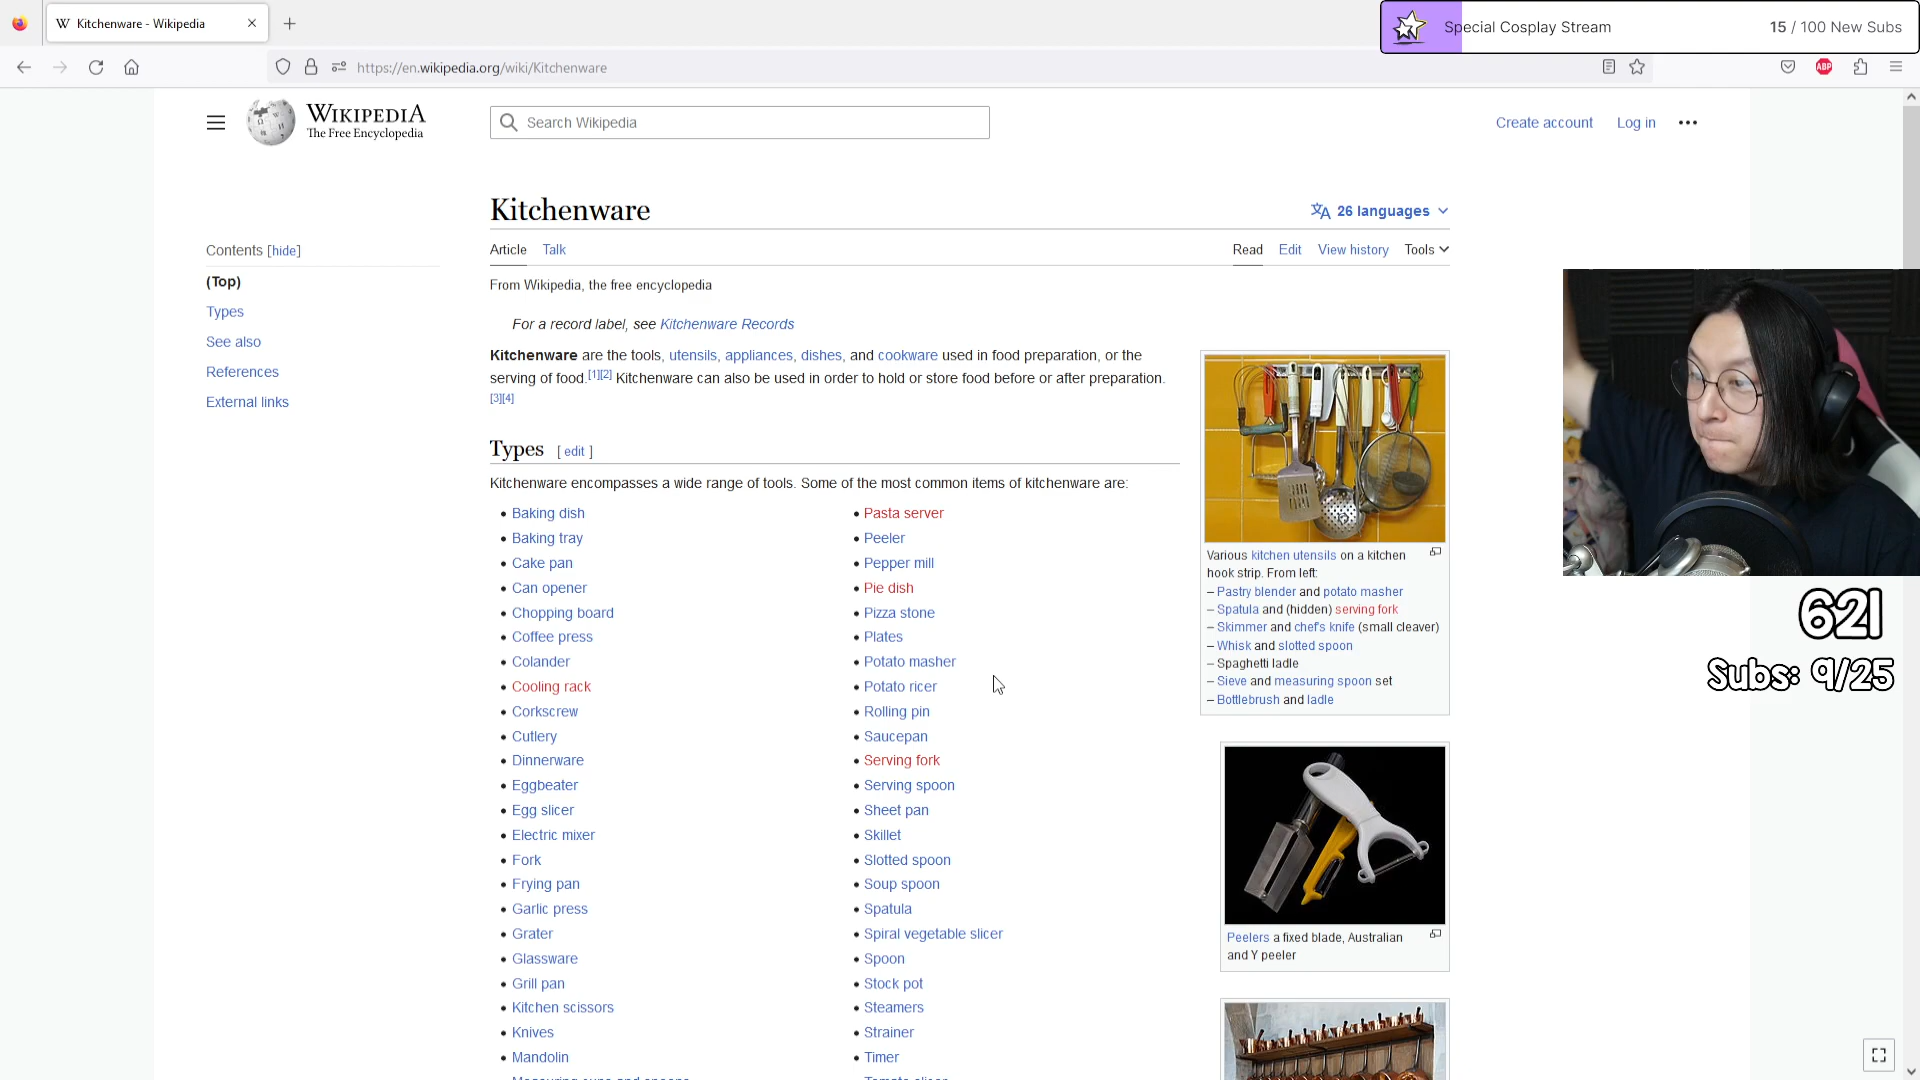 Kitchenware - Wikipedia
Special Cosplay Stream
15 / 100 New Subs
https://en.wikipedia.org/wiki/Kitchenware
ABP
WIKIPEDIA
The Free Encyclopedia
Search Wikipedia
Create account
Log in
Kitchenware
26 languages
Contents [hide]
(Top)
Types
See also
References
External links
Article
Talk
Read
Edit
View history
Tools
From Wikipedia, the free encyclopedia
For a record label, see Kitchenware Records
Kitchenware are the tools, utensils, appliances, dishes, and cookware used in food preparation, or the
serving of food.[1][2] Kitchenware can also be used in order to hold or store food before or after preparation.
[3][4]
Types [ edit ]
Kitchenware encompasses a wide range of tools. Some of the most common items of kitchenware are:
• Baking dish
• Baking tray
• Cake pan
• Can opener
• Chopping board
• Coffee press
• Colander
• Cooling rack
• Corkscrew
• Cutlery
• Dinnerware
• Eggbeater
• Egg slicer
• Electric mixer
• Fork
• Frying pan
• Garlic press
• Grater
• Glassware
• Grill pan
• Kitchen scissors
• Knives
• Mandolin
Measuring cups and spoons
• Pasta server
• Peeler
• Pepper mill
• Pie dish
• Pizza stone
• Plates
• Potato masher
• Potato ricer
• Rolling pin
• Saucepan
• Serving fork
• Serving spoon
• Sheet pan
• Skillet
• Slotted spoon
• Soup spoon
• Spatula
• Spiral vegetable slicer
• Spoon
• Stock pot
• Steamers
• Strainer
• Timer
Tomato slicer
Various kitchen utensils on a kitchen
hook strip. From left:
– Pastry blender and potato masher
– Spatula and (hidden) serving fork
– Skimmer and chef's knife (small cleaver)
– Whisk and slotted spoon
– Spaghetti ladle
– Sieve and measuring spoon set
– Bottlebrush and ladle
Peelers a fixed blade, Australian
and Y peeler
621
Subs: 9/25